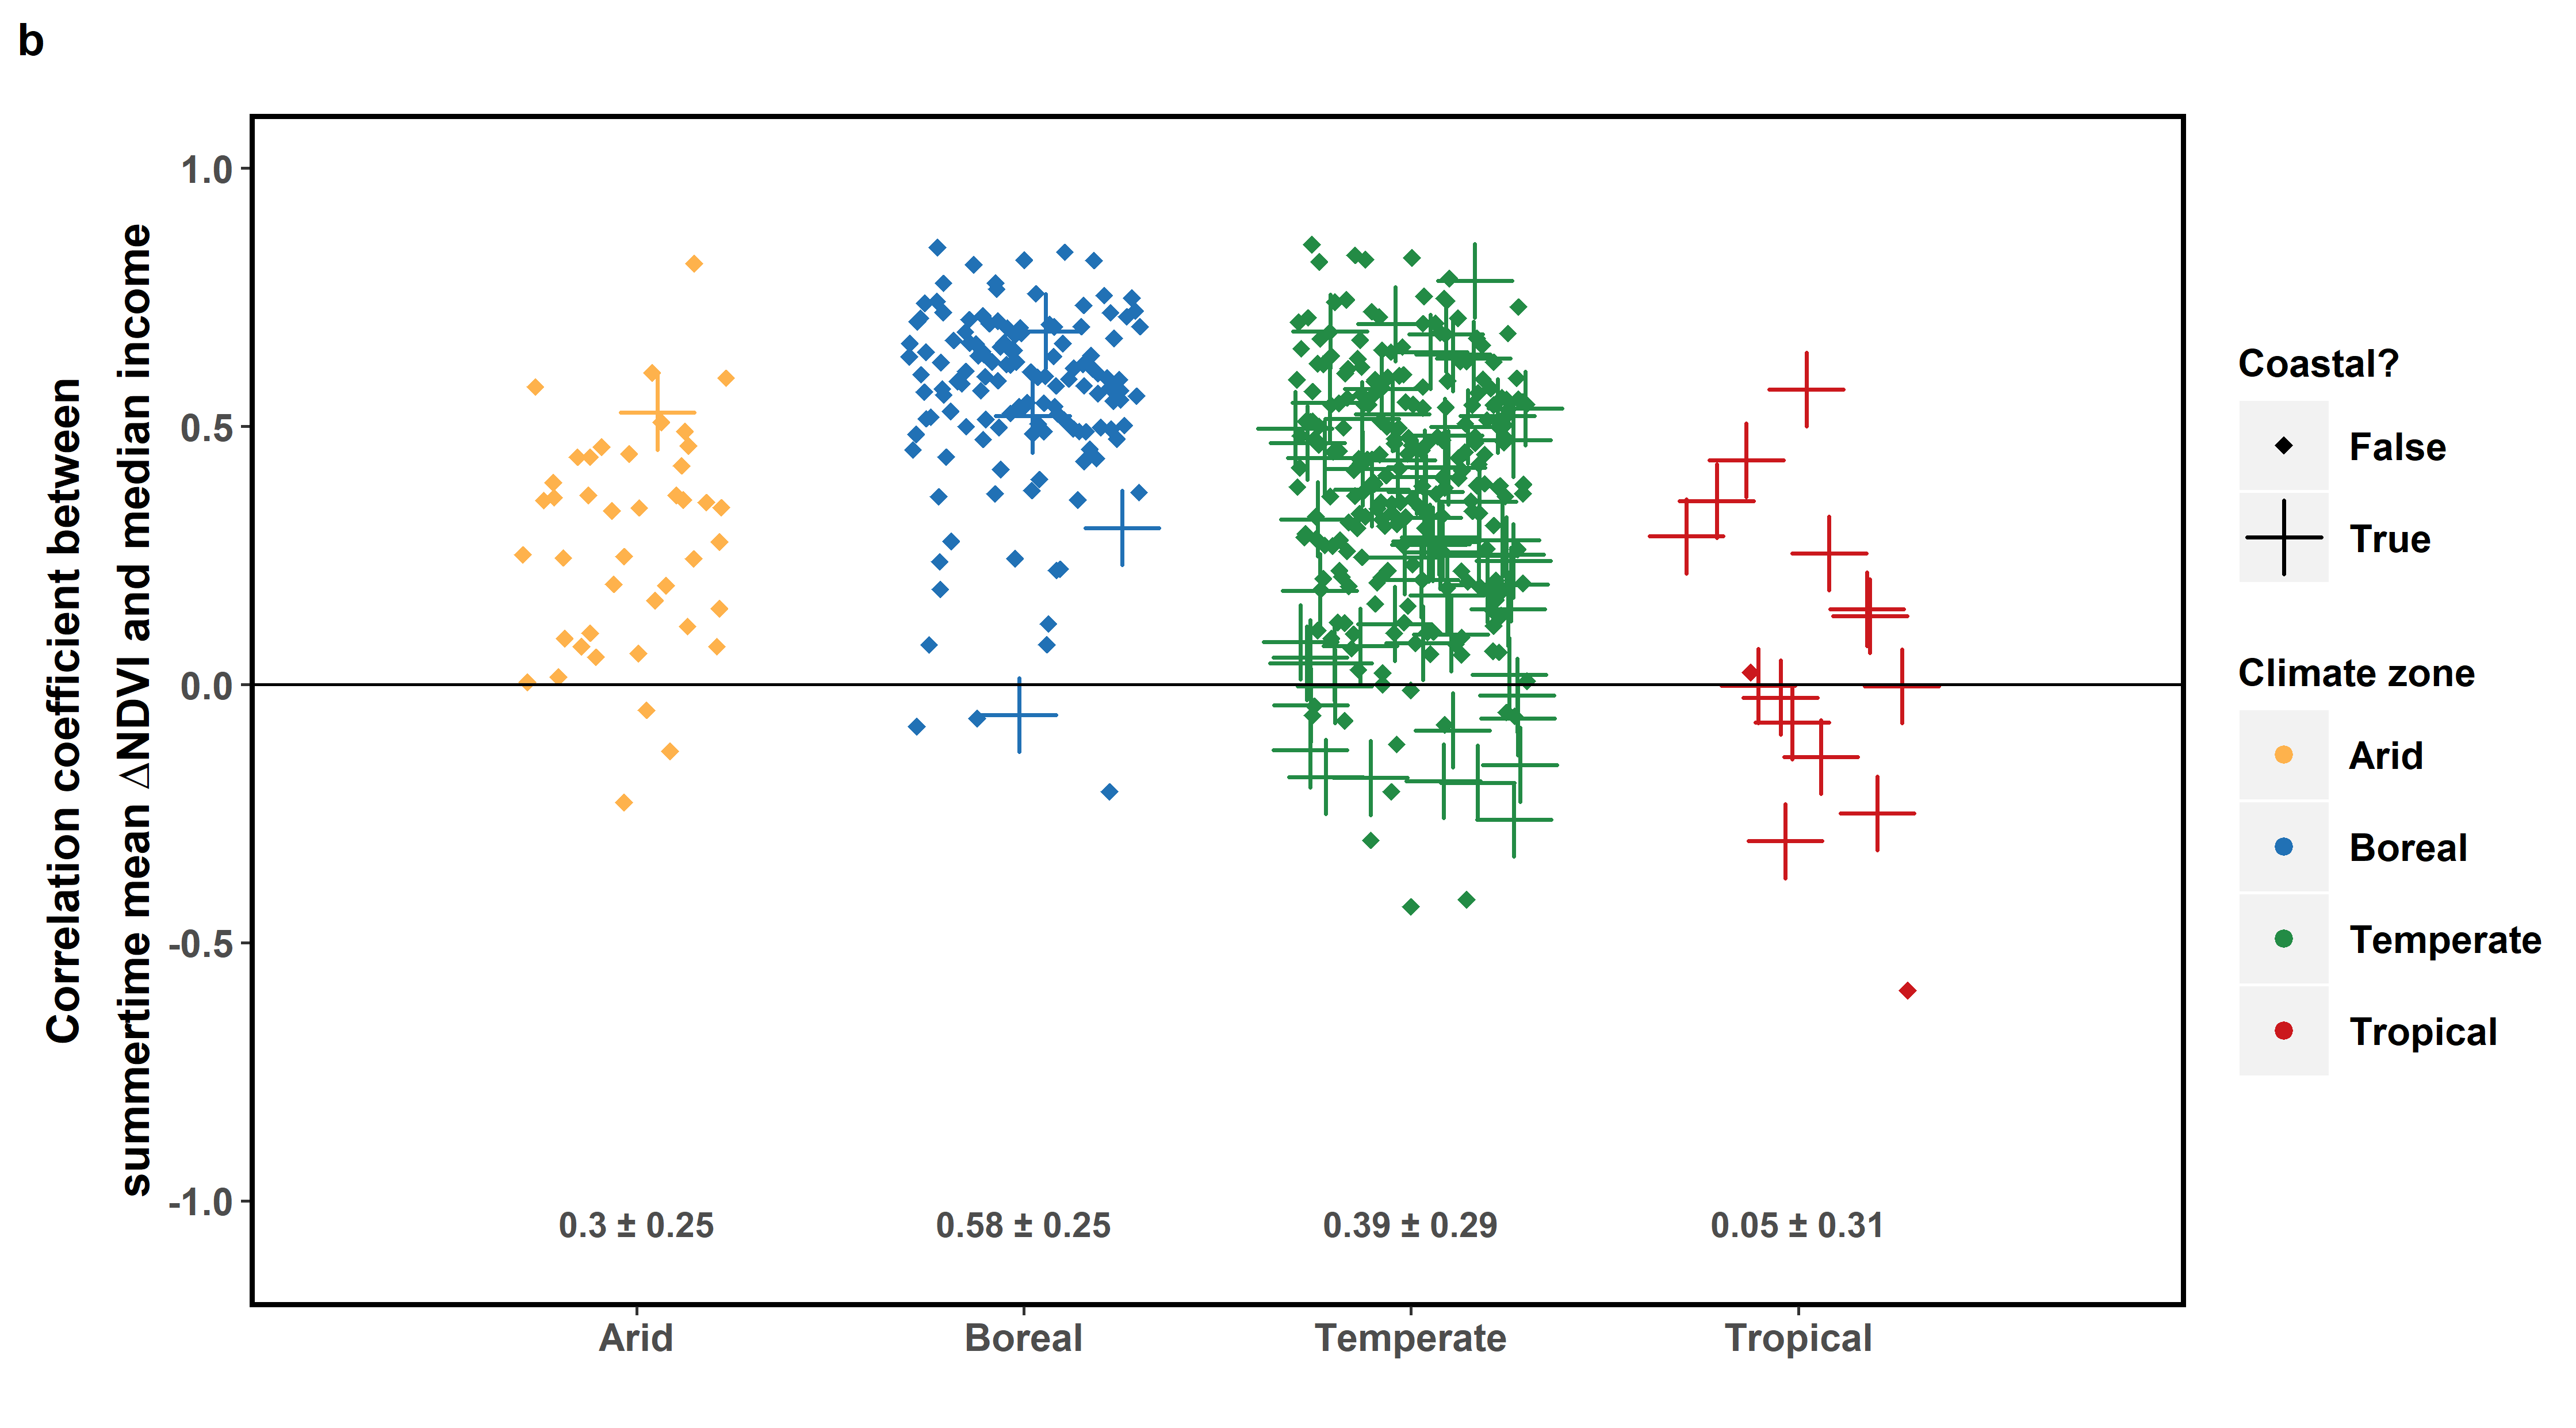 b
Correlation coefficient between
summertime mean △NDVI and median income
1.0
0.5
0.0
-0.5
-1.0
0.3 ± 0.25
0.58 ± 0.25
0.39 ± 0.29
0.05 ± 0.31
Arid
Boreal
Temperate
Tropical
Coastal?
False
True
Climate zone
Arid
Boreal
Temperate
Tropical